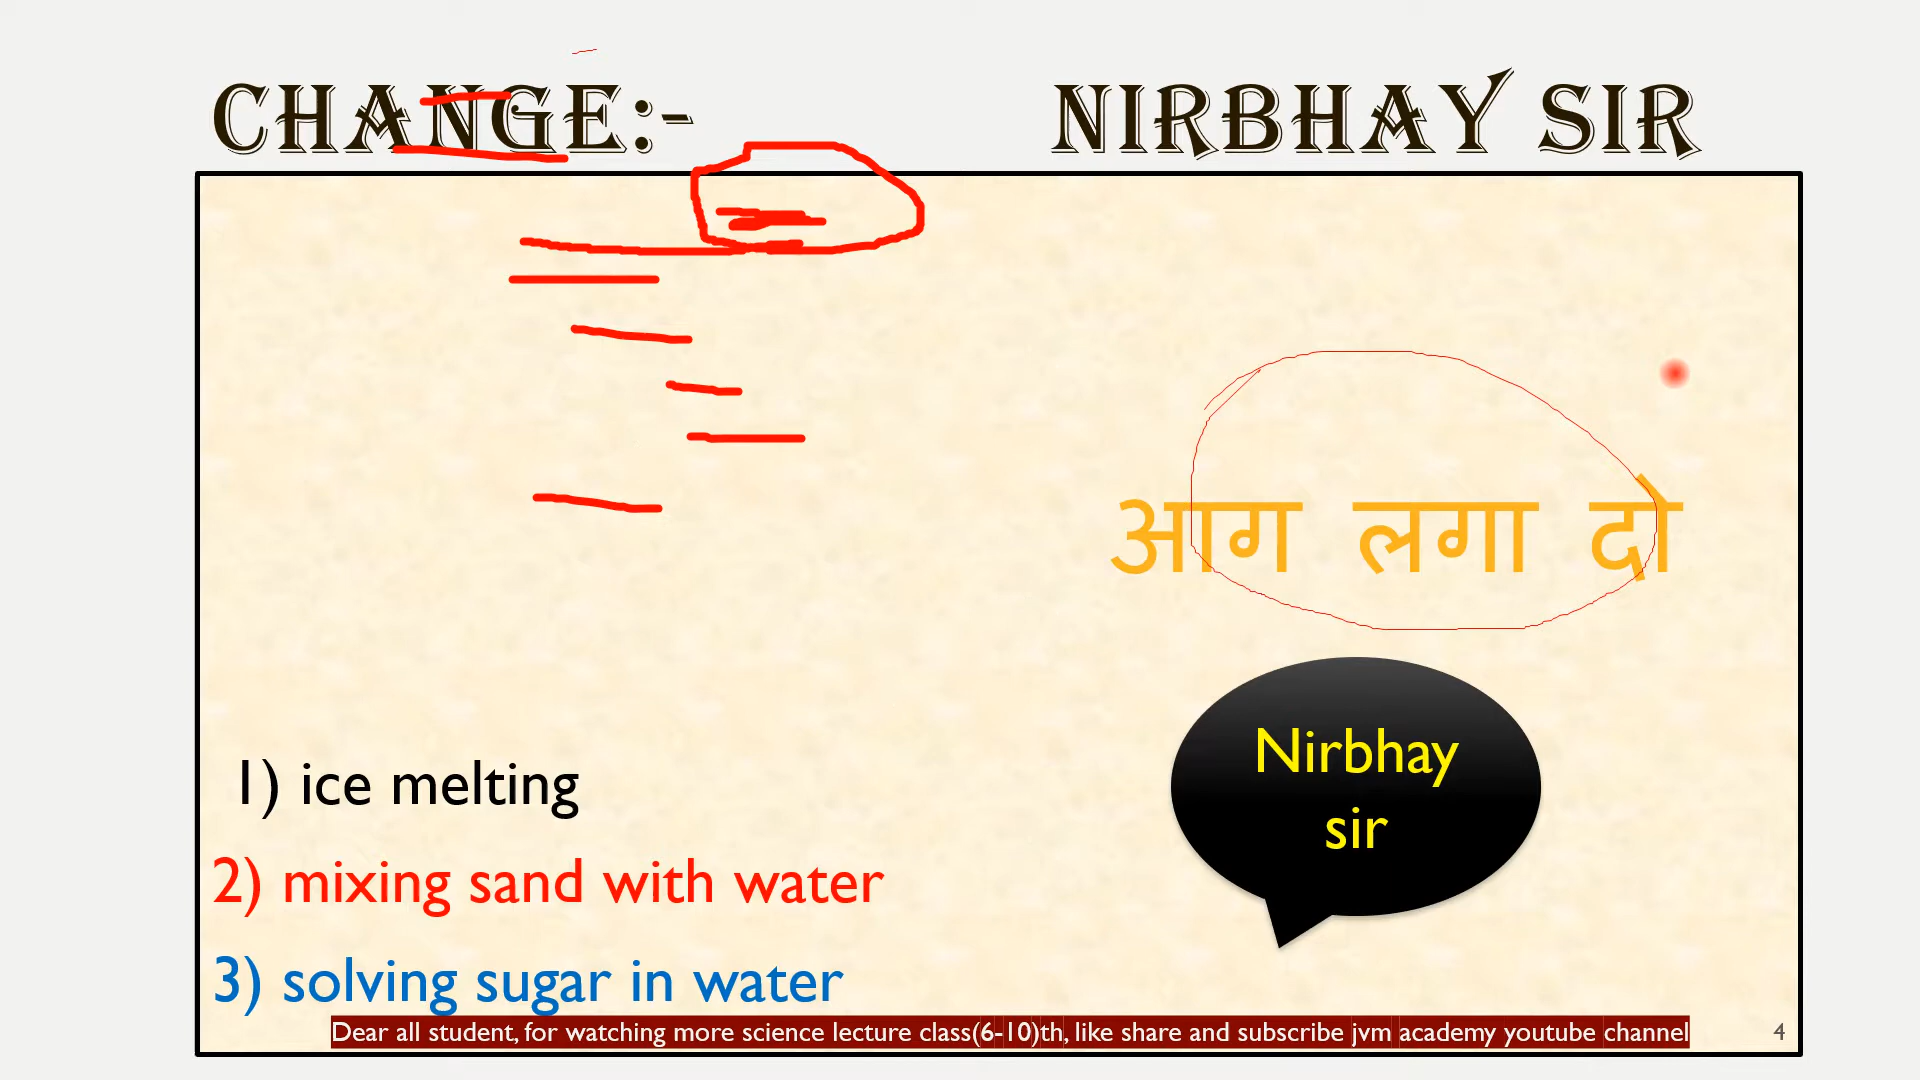 CHANGE:- NIRBHAY SIR
आग लगा दो
Nirbhay
sir
1) ice melting
2) mixing sand with water
3) solving sugar in water
Dear all student, for watching more science lecture class(6-10)th, like share and subscribe jvm academy youtube channel
4